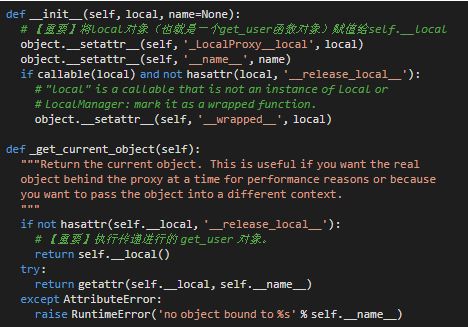 def __init__(self, local, name=None):
# 【重要】将local对象（也就是一个get_user函数对象）赋值给self.__local
object.__setattr__(self, '_LocalProxy__local', local)
object.__setattr__(self, '__name__', name)
if callable(local) and not hasattr(local, '__release_local__'):
# "local" is a callable that is not an instance of Local or
# LocalManager: mark it as a wrapped function.
object.__setattr__(self, '__wrapped__', local)
def _get_current_object(self):
"""Return the current object.  This is useful if you want the real
object behind the proxy at a time for performance reasons or because
you want to pass the object into a different context.
"""
if not hasattr(self.__local, '__release_local__'):
# 【重要】执行传递进行的 get_user 对象。
return self.__local()
try:
return getattr(self.__local, self.__name__)
except AttributeError:
raise RuntimeError('no object bound to %s' % self.__name__)